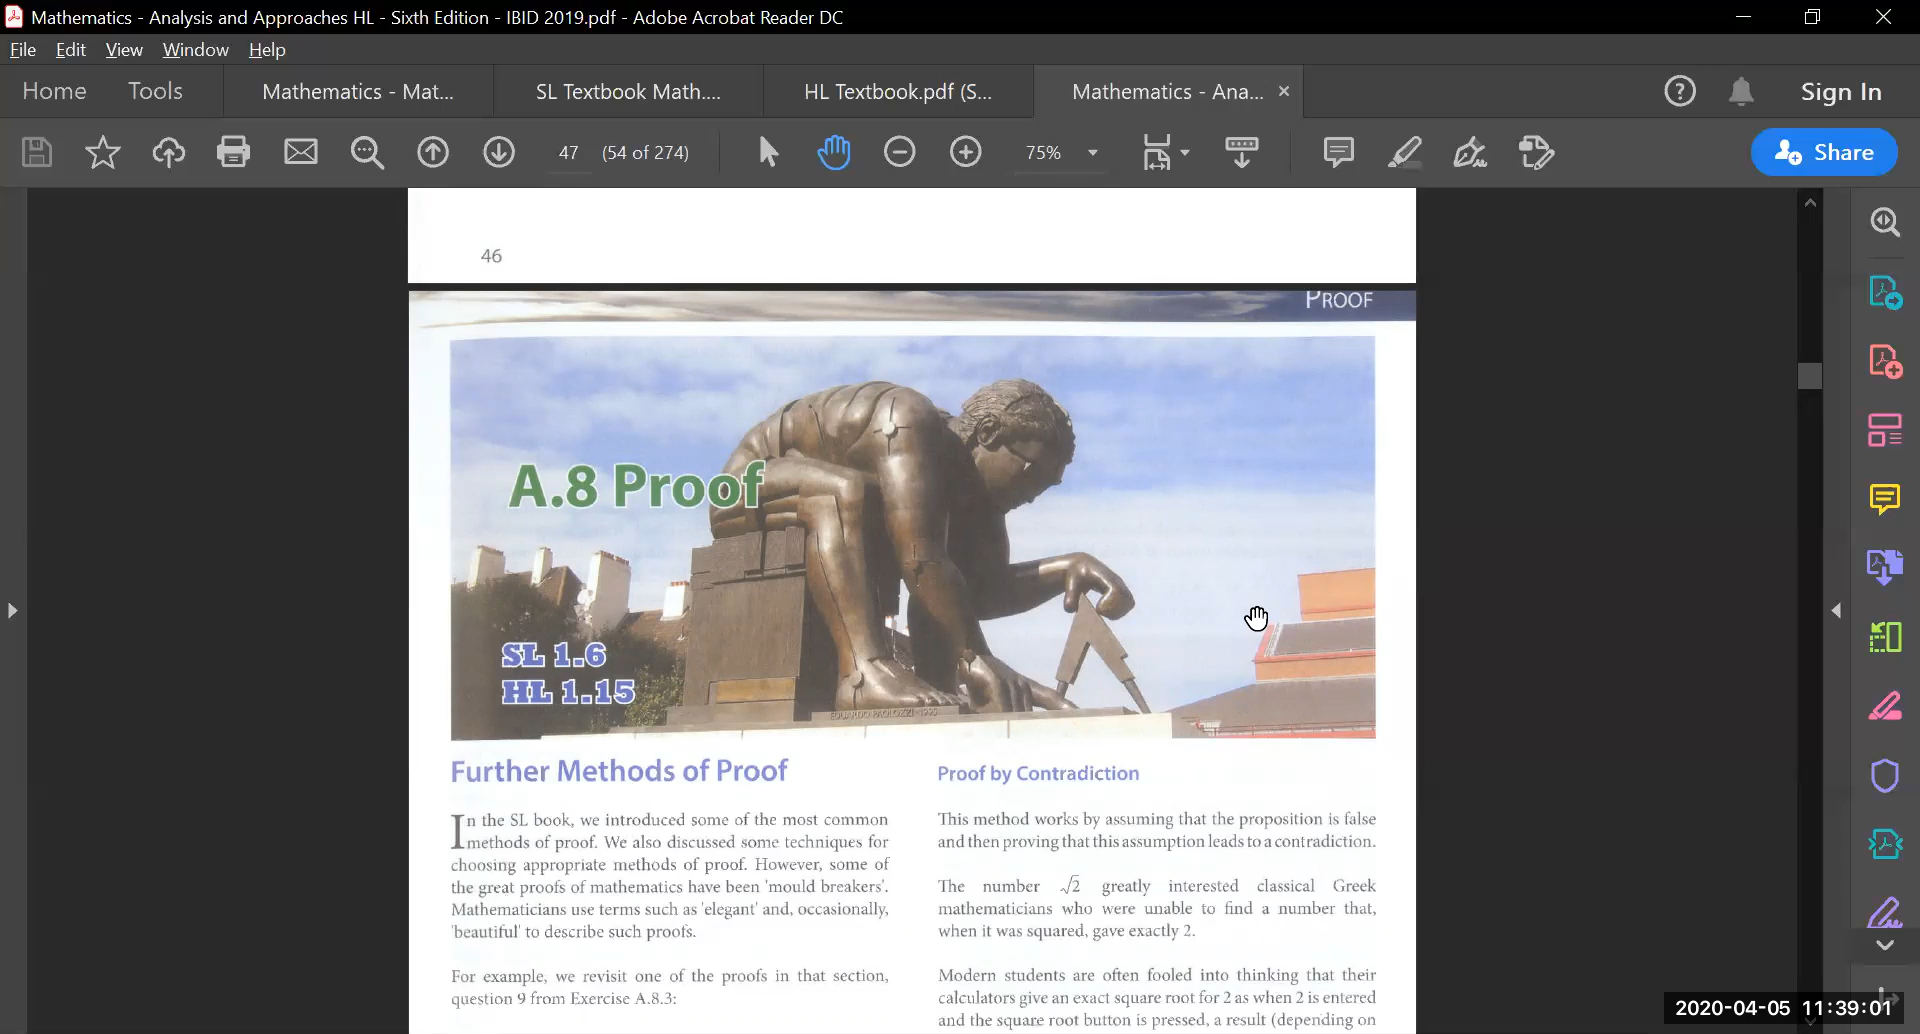 Mathematics - Analysis and Approaches HL - Sixth Edition - IBID 2019.pdf - Adobe Acrobat Reader DC
File Edit View Window Help
Home Tools Mathematics - Mat... SL Textbook Math.... HL Textbook.pdf (S... Mathematics - Ana... × Sign In
47 (54 of 274) 75% Share
46
PROOF
A.8 Proof
SL 1.6
HL 1.15
EDUARDO PAOLOZZI · 1995
Further Methods of Proof
In the SL book, we introduced some of the most common
methods of proof. We also discussed some techniques for
choosing appropriate methods of proof. However, some of
the great proofs of mathematics have been 'mould breakers'.
Mathematicians use terms such as 'elegant' and, occasionally,
'beautiful' to describe such proofs.
For example, we revisit one of the proofs in that section,
question 9 from Exercise A.8.3:
Proof by Contradiction
This method works by assuming that the proposition is false
and then proving that this assumption leads to a contradiction.
The number √2 greatly interested classical Greek
mathematicians who were unable to find a number that,
when it was squared, gave exactly 2.
Modern students are often fooled into thinking that their
calculators give an exact square root for 2 as when 2 is entered
and the square root button is pressed, a result (depending on
2020-04-05 11:39:01